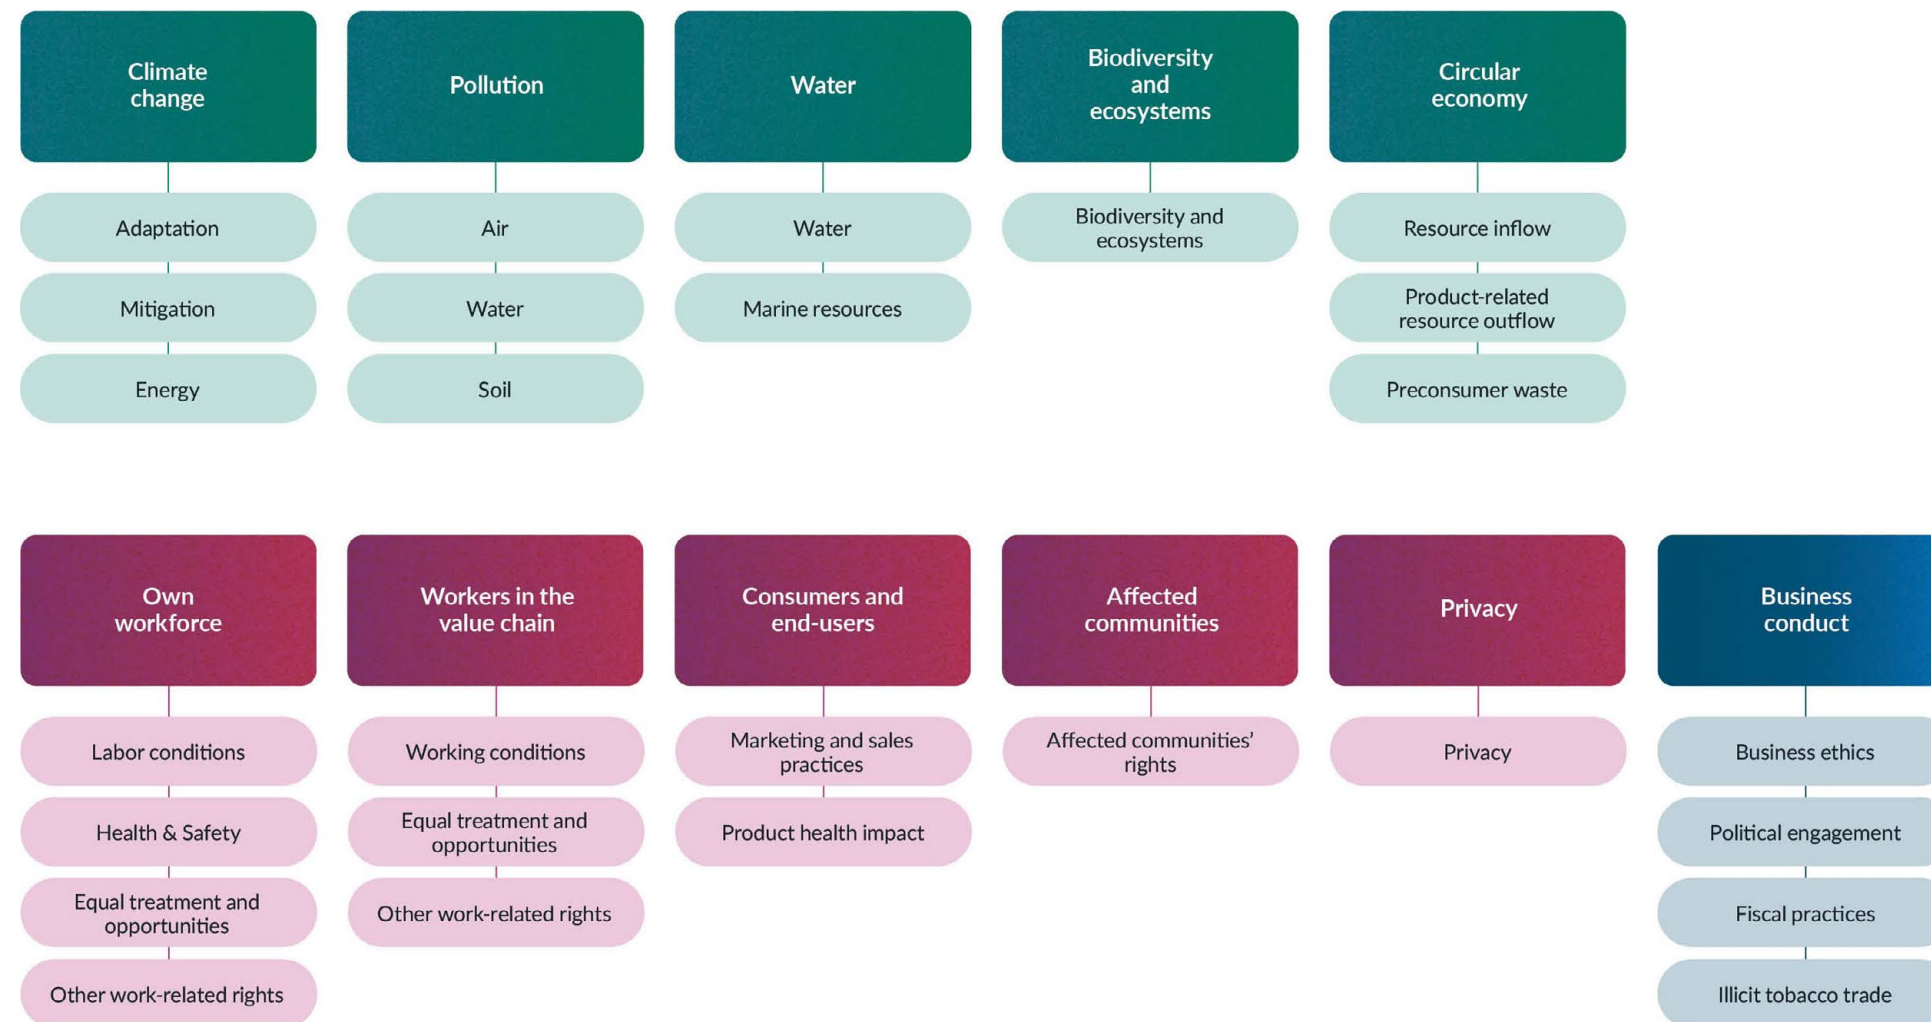 Climate
change
Pollution
Water
Biodiversity
and
ecosystems
Circular
economy
Adaptation
Air
Water
Biodiversity and
ecosystems
Resource inflow
Mitigation
Water
Marine resources
Product-related
resource outflow
Energy
Soil
Preconsumer waste
Own
workforce
Workers in the
value chain
Consumers and
end-users
Affected
communities
Privacy
Business
conduct
Labor conditions
Working conditions
Marketing and sales
practices
Affected communities’
rights
Privacy
Business ethics
Health & Safety
Equal treatment and
opportunities
Product health impact
Political engagement
Equal treatment and
opportunities
Other work-related rights
Fiscal practices
Other work-related rights
Illicit tobacco trade